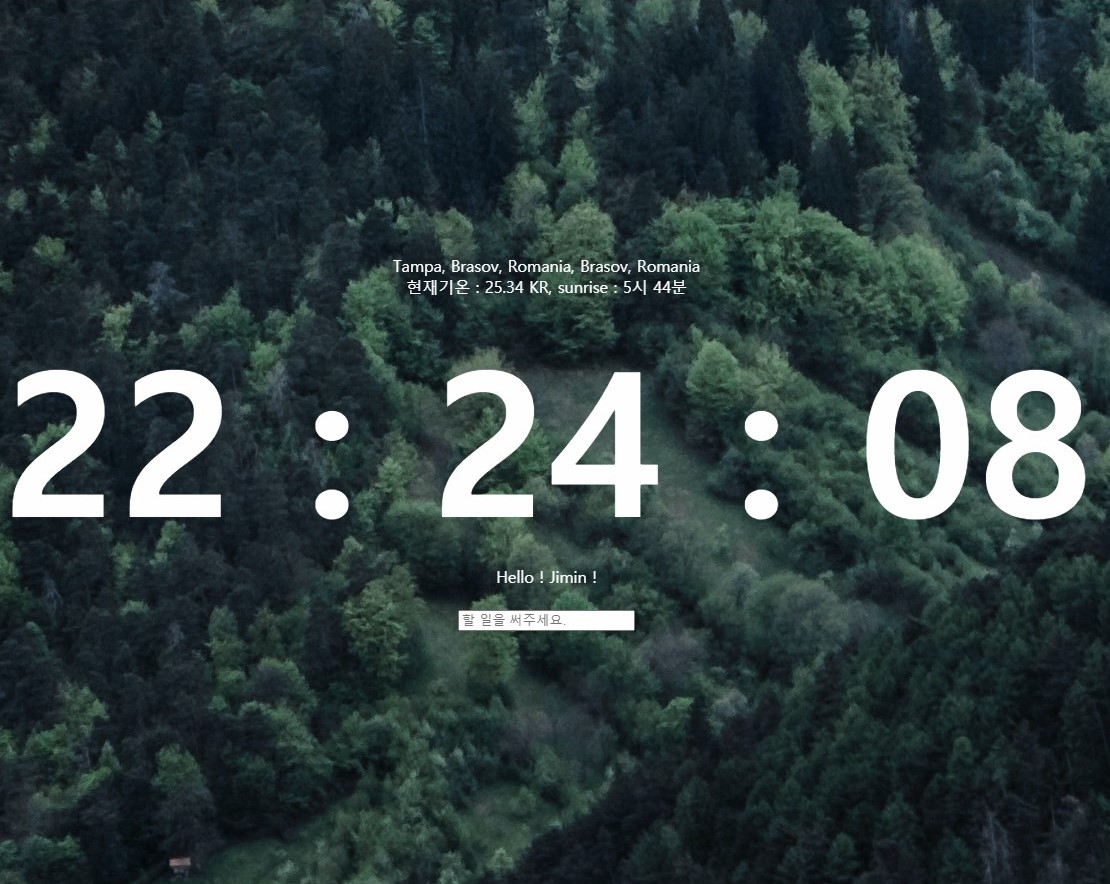 Tampa, Brasov, Romania, Brasov, Romania
현재기온 : 25.34 KR, sunrise : 5시 44분
22 : 24 : 08
Hello ! Jimin !
할 일을 써주세요.